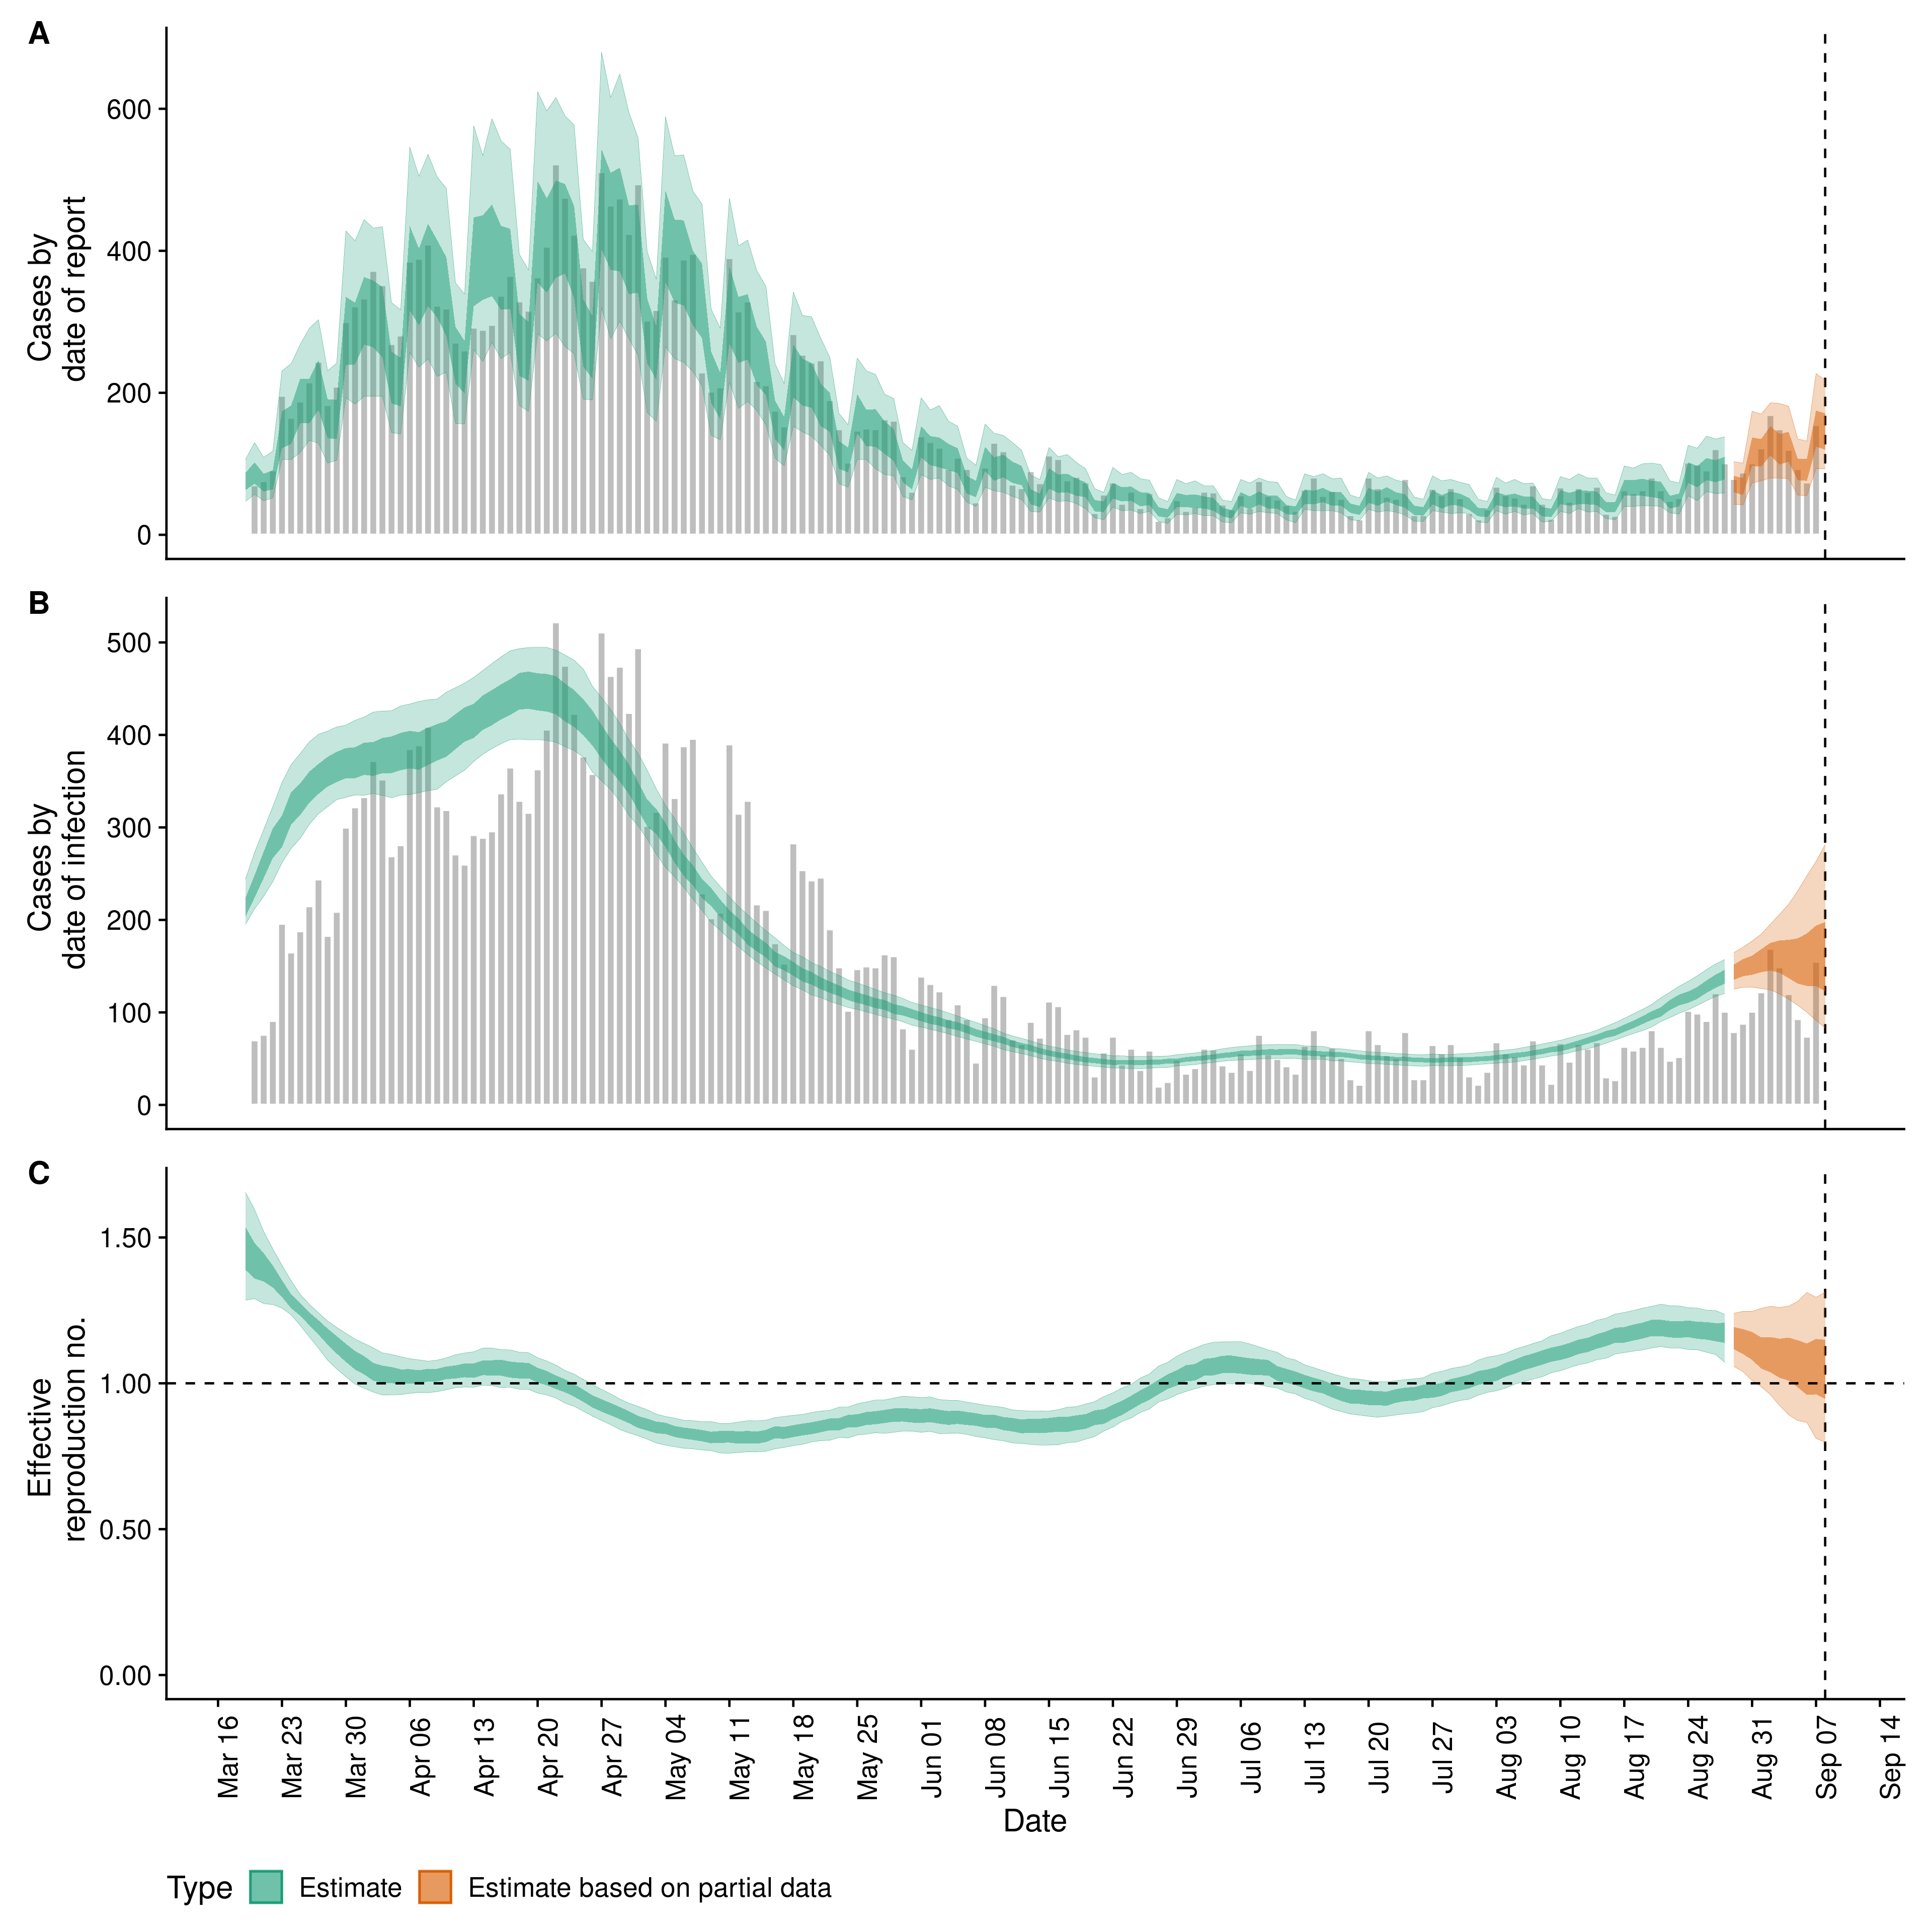 A
600
400
200
0
Cases by
date of report
B
500
400
300
200
100
0
Cases by
date of infection
C
1.50
1.00
0.50
0.00
Effective
reproduction no.
Mar 16
Mar 23
Mar 30
Apr 06
Apr 13
Apr 20
Apr 27
May 04
May 11
May 18
May 25
Jun 01
Jun 08
Jun 15
Jun 22
Jun 29
Jul 06
Jul 13
Jul 20
Jul 27
Aug 03
Aug 10
Aug 17
Aug 24
Aug 31
Sep 07
Sep 14
Date
Type Estimate Estimate based on partial data